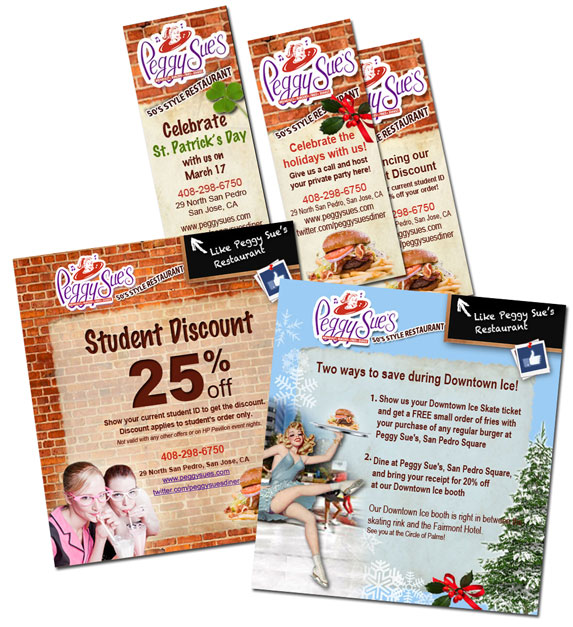 Peggy Sue's
50'S STYLE RESTAURANT
Celebrate
St. Patrick's Day
with us on
March 17
408-298-6750
29 North San Pedro
San Jose, CA
www.peggysues.com
Peggy Sue's
50'S STYLE RESTAURANT
Celebrate the
holidays with us!
Give us a call and host
your private party here!
408-298-6750
29 North San Pedro, San Jose, CA
www.peggysues.com
twitter.com/peggysuesdiner
Peggy Sue's
50'S STYLE RESTAURANT
ncing our
t Discount
current student ID
% off your order!
408-298-6750
San Pedro, San Jose, CA
peggysues.com
peggysuesdiner
Like Peggy Sue's
Restaurant
Peggy Sue's
50'S STYLE RESTAURANT
Student Discount
25% off
Show your current student ID to get the discount.
Discount applies to student's order only.
Not valid with any other offers or on HP Pavilion event nights.
408-298-6750
29 North San Pedro, San Jose, CA
www.peggysues.com
twitter.com/peggysuesdiner
Like Peggy Sue's
Restaurant
Peggy Sue's
50'S STYLE RESTAURANT
Two ways to save during Downtown Ice!
1. Show us your Downtown Ice Skate ticket
and get a FREE small order of fries with
your purchase of any regular burger at
Peggy Sue's, San Pedro Square
2. Dine at Peggy Sue's, San Pedro Square,
and bring your receipt for 20% off
at our Downtown Ice booth
Our Downtown Ice booth is right in between the
skating rink and the Fairmont Hotel.
See you at the Circle of Palms!